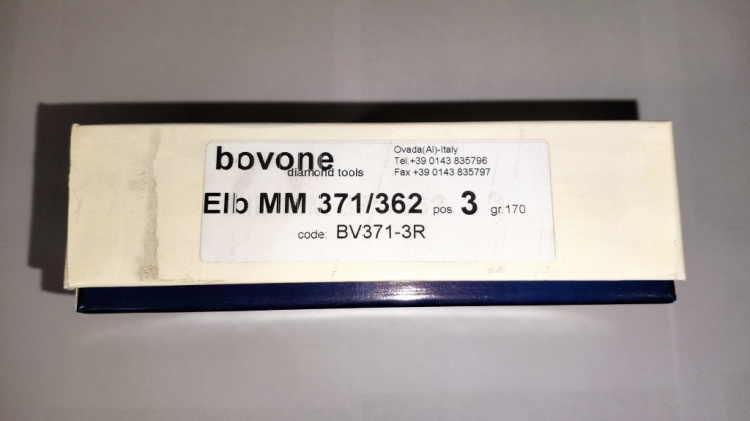 bovone
diamond tools
Ovada(Al)-Italy
Tel.+39 0143 835796
Fax +39 0143 835797
Elb MM 371/362 pos. 3 gr.170
code: BV371-3R